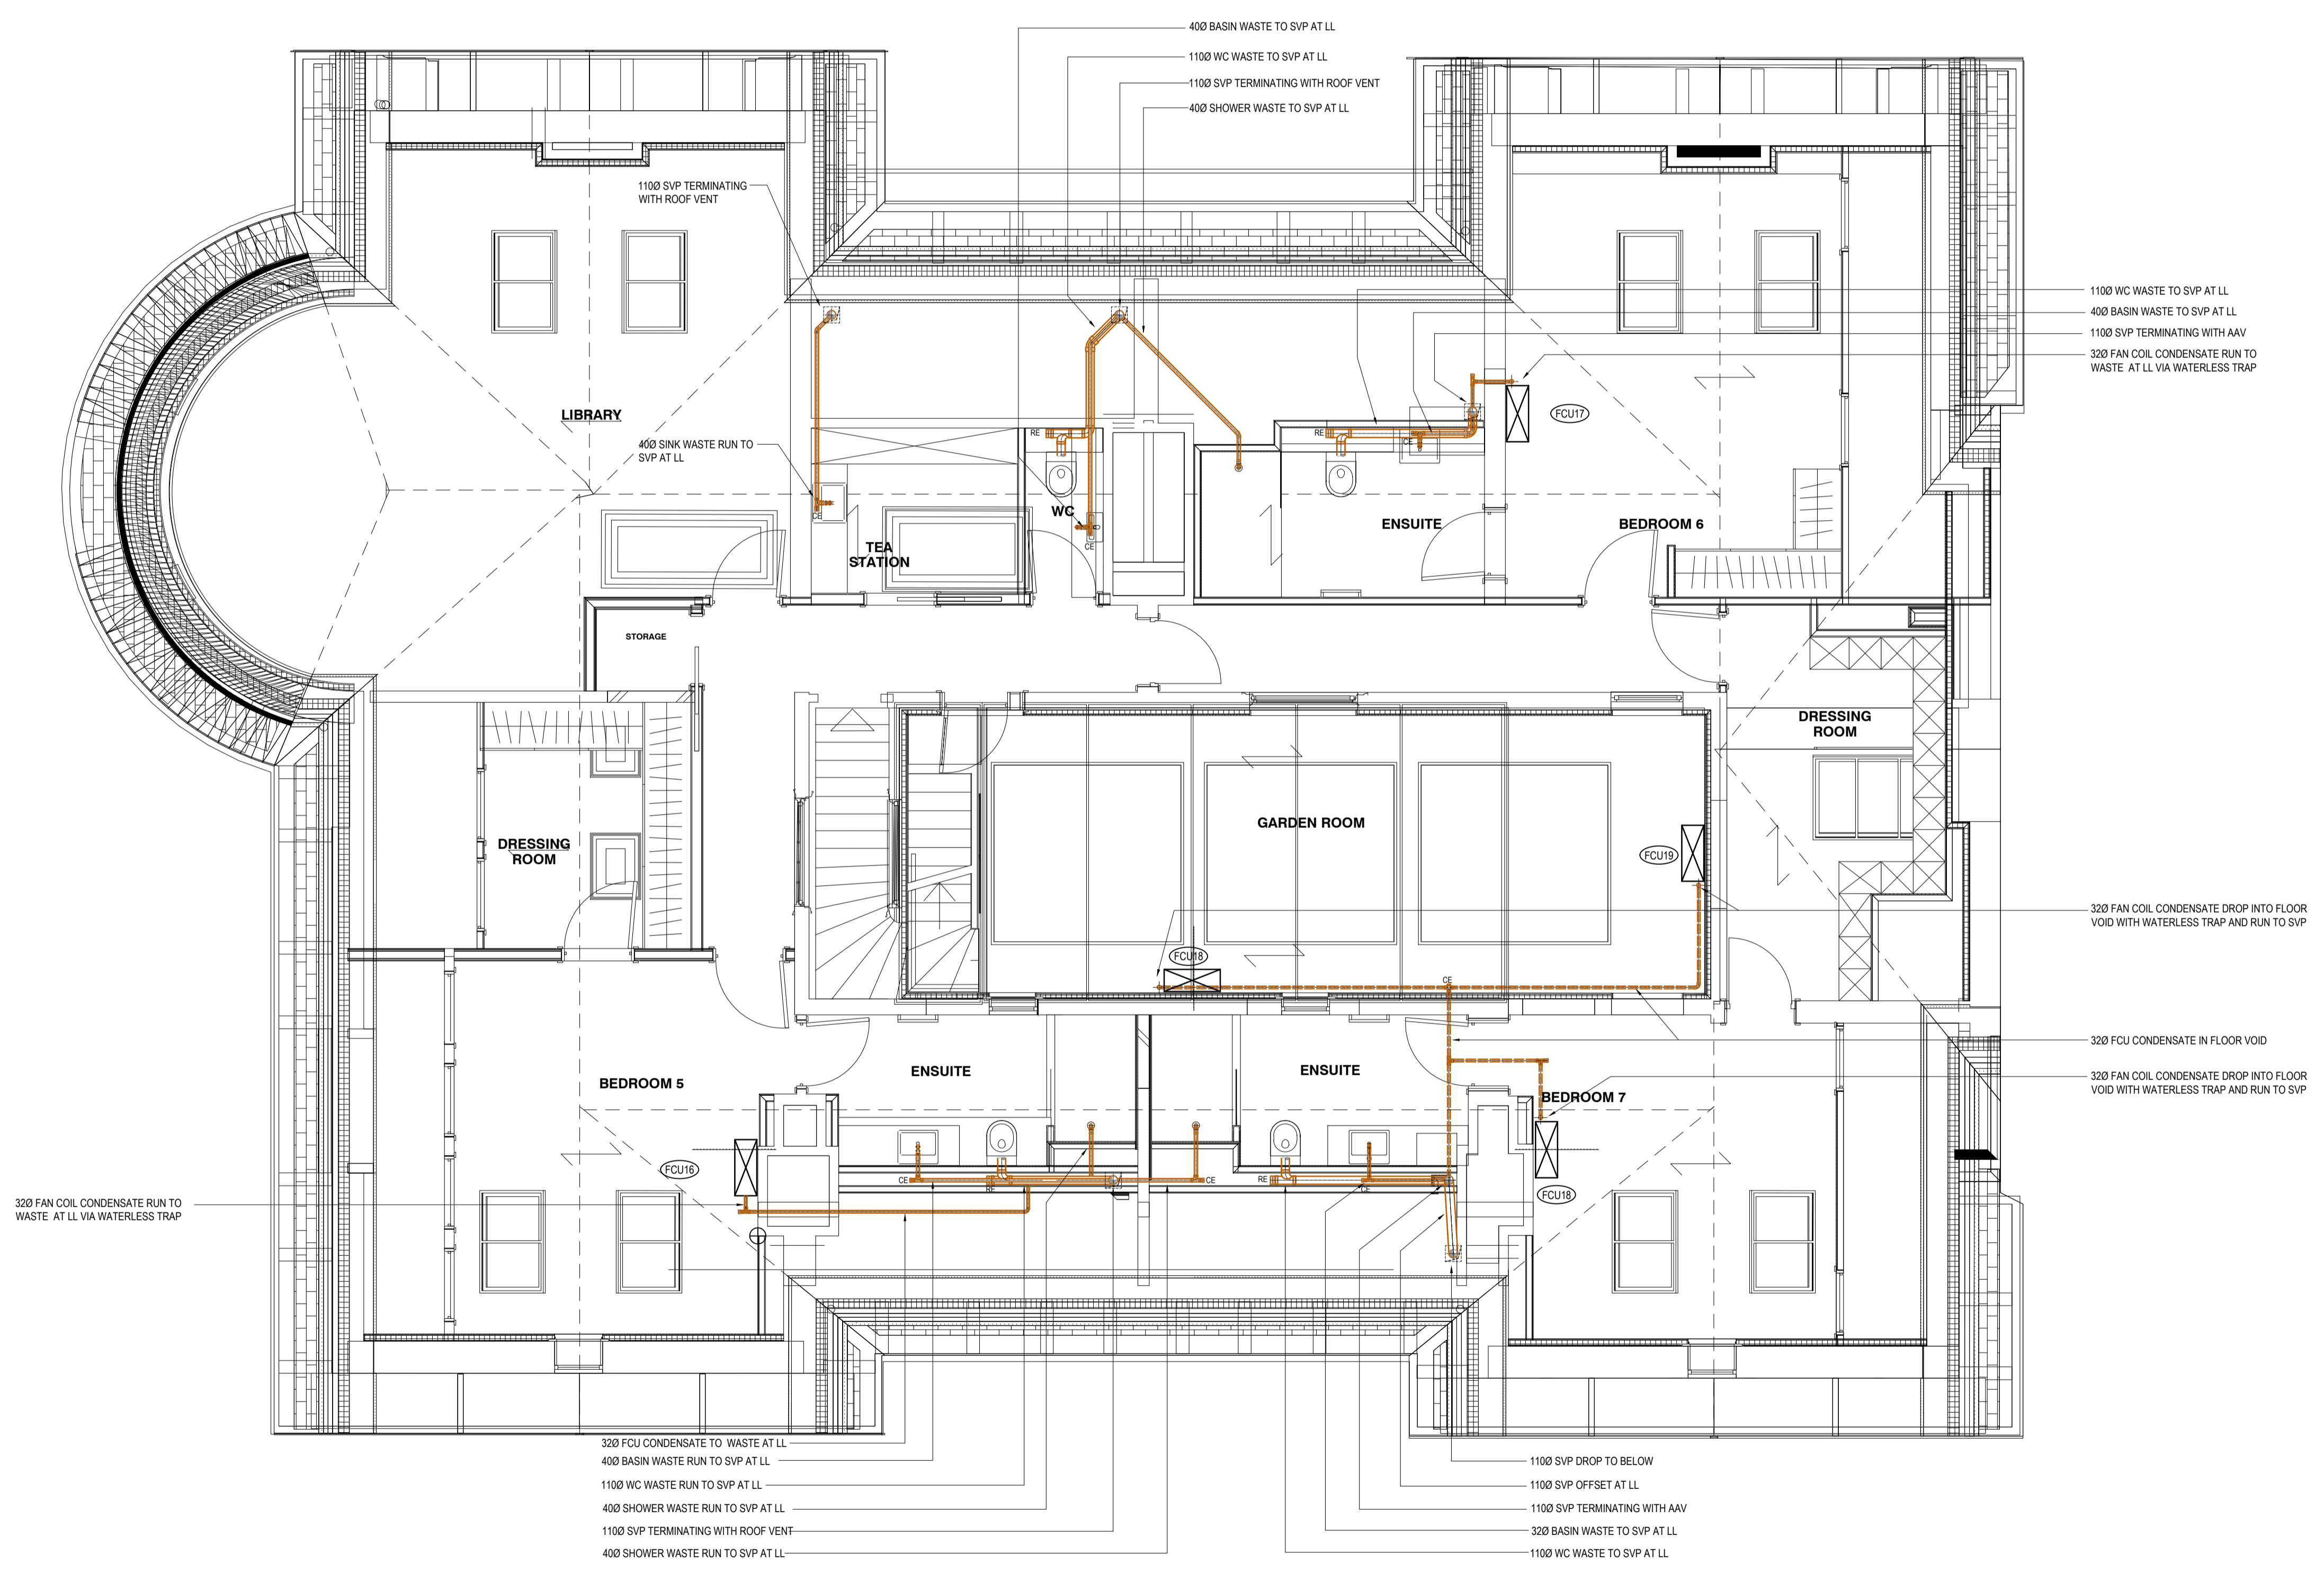 40Ø BASIN WASTE TO SVP AT LL
110Ø WC WASTE TO SVP AT LL
110Ø SVP TERMINATING WITH ROOF VENT
40Ø SHOWER WASTE TO SVP AT LL
110Ø SVP TERMINATING
WITH ROOF VENT
110Ø WC WASTE TO SVP AT LL
40Ø BASIN WASTE TO SVP AT LL
110Ø SVP TERMINATING WITH AAV
32Ø FAN COIL CONDENSATE RUN TO
WASTE AT LL VIA WATERLESS TRAP
LIBRARY
FCU17
40Ø SINK WASTE RUN TO
SVP AT LL
RE
RE
CE
CE
WC
CE
ENSUITE
BEDROOM 6
TEA
STATION
STORAGE
DRESSING
ROOM
GARDEN ROOM
DRESSING
ROOM
FCU19
32Ø FAN COIL CONDENSATE DROP INTO FLOOR
VOID WITH WATERLESS TRAP AND RUN TO SVP
FCU18
CE
32Ø FCU CONDENSATE IN FLOOR VOID
ENSUITE
ENSUITE
BEDROOM 5
32Ø FAN COIL CONDENSATE DROP INTO FLOOR
VOID WITH WATERLESS TRAP AND RUN TO SVP
BEDROOM 7
FCU16
CE
RE
CE
RE
CE
FCU18
32Ø FAN COIL CONDENSATE RUN TO
WASTE AT LL VIA WATERLESS TRAP
32Ø FCU CONDENSATE TO WASTE AT LL
40Ø BASIN WASTE RUN TO SVP AT LL
110Ø WC WASTE RUN TO SVP AT LL
40Ø SHOWER WASTE RUN TO SVP AT LL
110Ø SVP TERMINATING WITH ROOF VENT
40Ø SHOWER WASTE RUN TO SVP AT LL
110Ø SVP DROP TO BELOW
110Ø SVP OFFSET AT LL
110Ø SVP TERMINATING WITH AAV
32Ø BASIN WASTE TO SVP AT LL
110Ø WC WASTE TO SVP AT LL